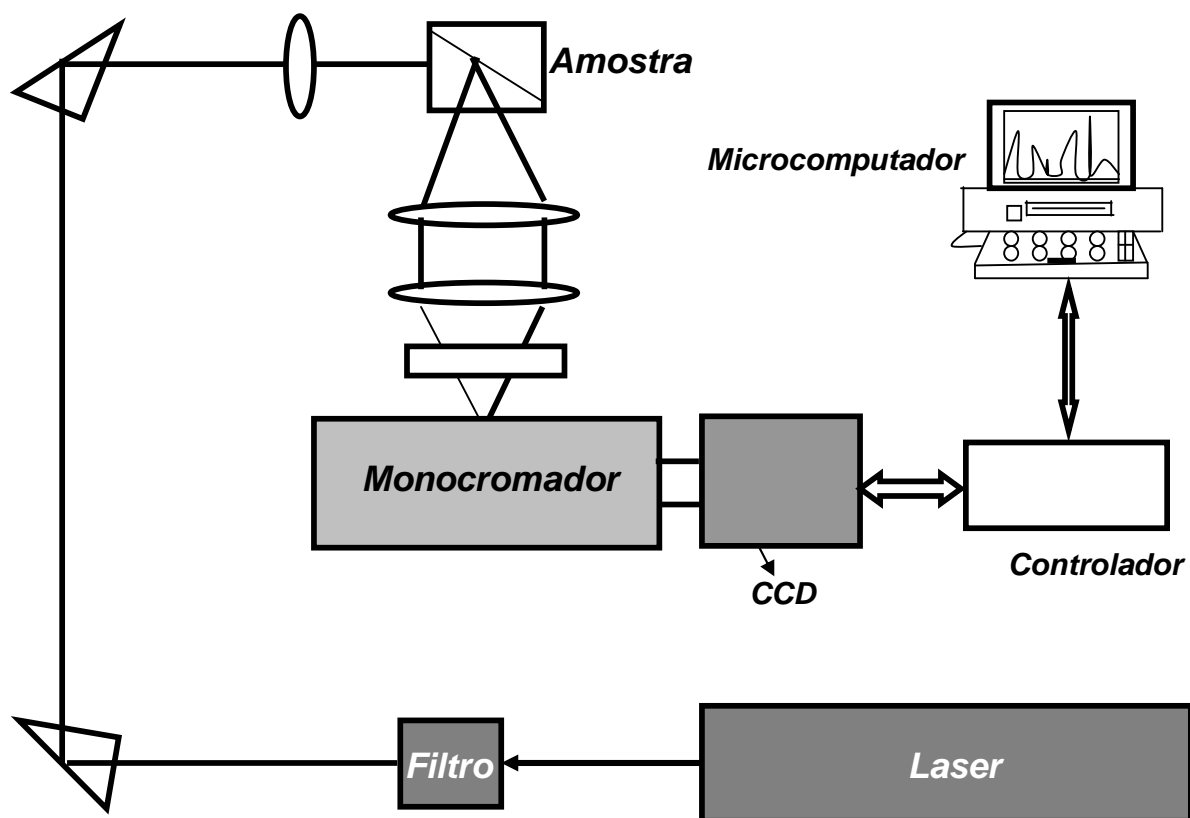 Amostra
Microcomputador
Monocromador
Controlador
CCD
Filtro
Laser